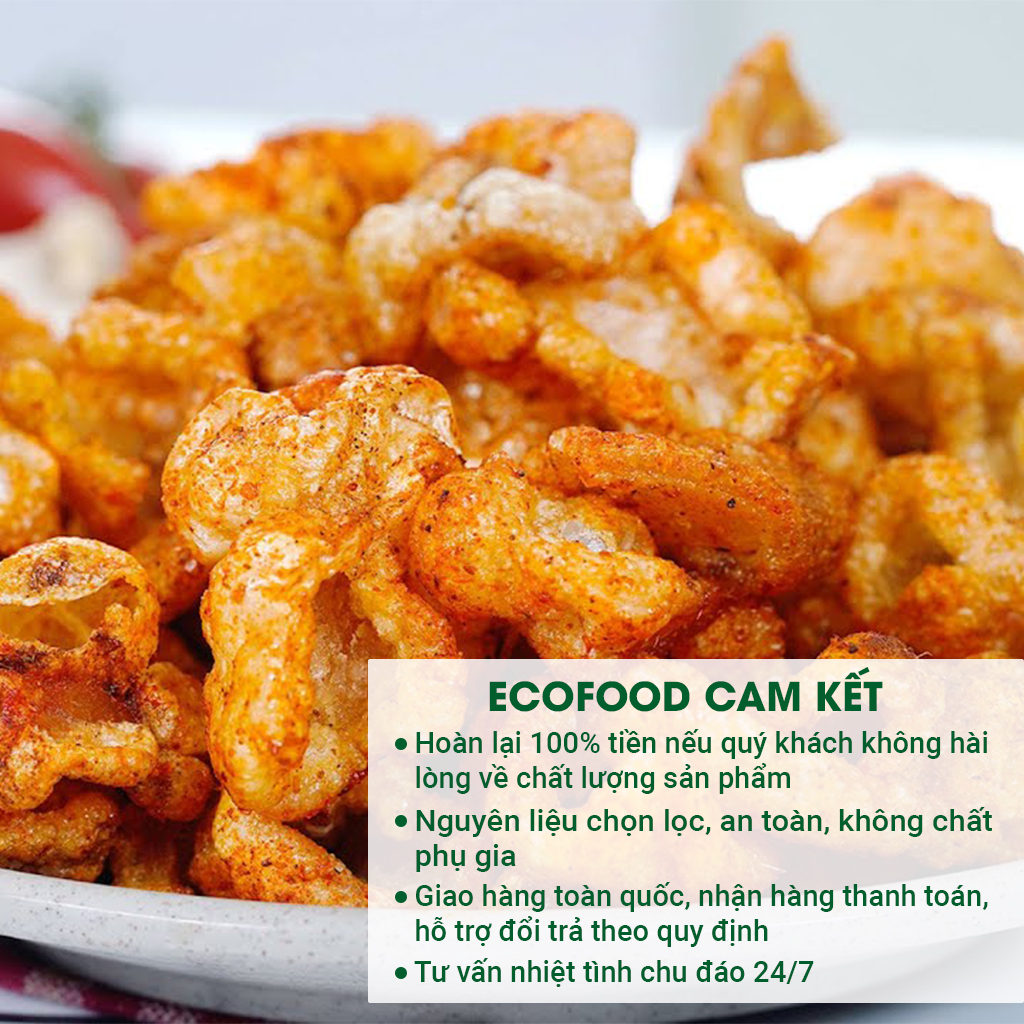 ECOFOOD CAM KẾT
• Hoàn lại 100% tiền nếu quý khách không hài
lòng về chất lượng sản phẩm
• Nguyên liệu chọn lọc, an toàn, không chất
phụ gia
• Giao hàng toàn quốc, nhận hàng thanh toán,
hỗ trợ đổi trả theo quy định
• Tư vấn nhiệt tình chu đáo 24/7